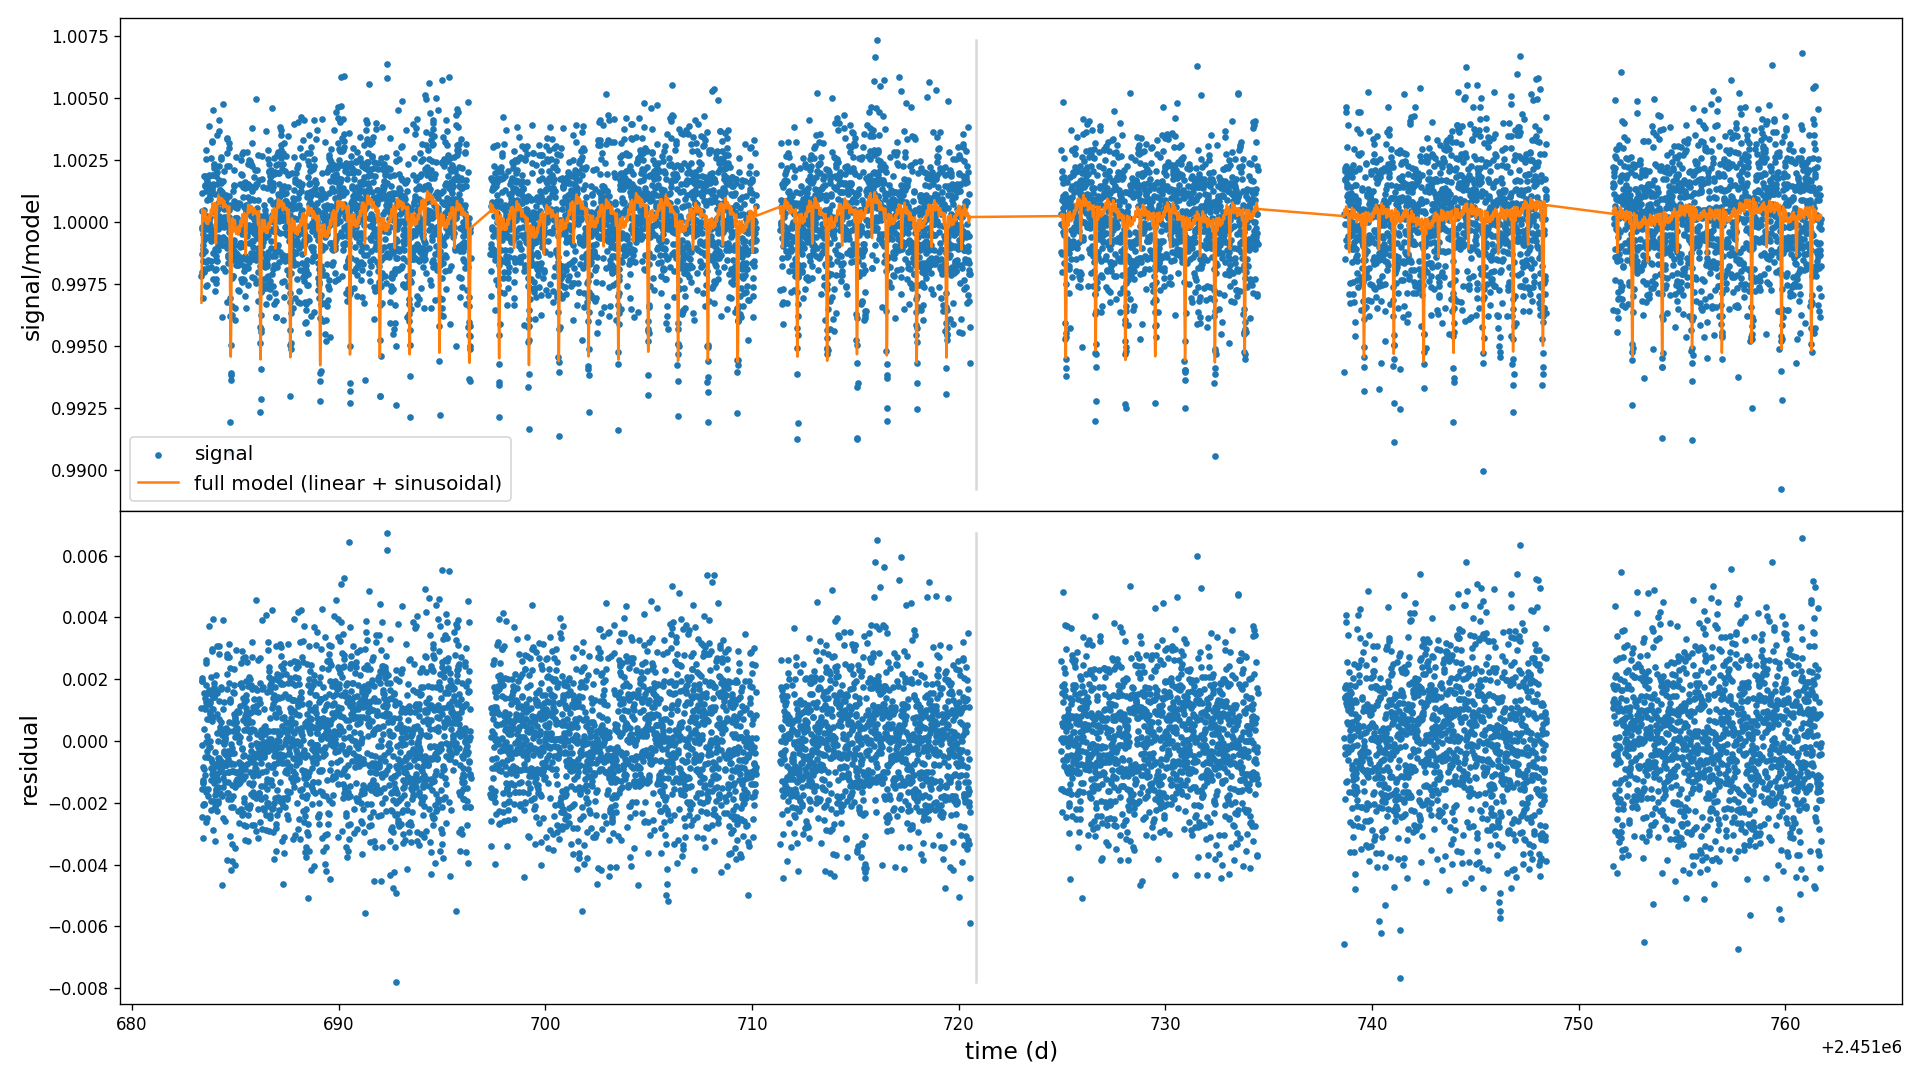 1.0075
1.0050
1.0025
1.0000
0.9975
0.9950
0.9925
0.9900
signal/model
signal
full model (linear + sinusoidal)
0.006
0.004
0.002
0.000
−0.002
−0.004
−0.006
−0.008
residual
680 690 700 710 720 730 740 750 760
time (d)
+2.451e6